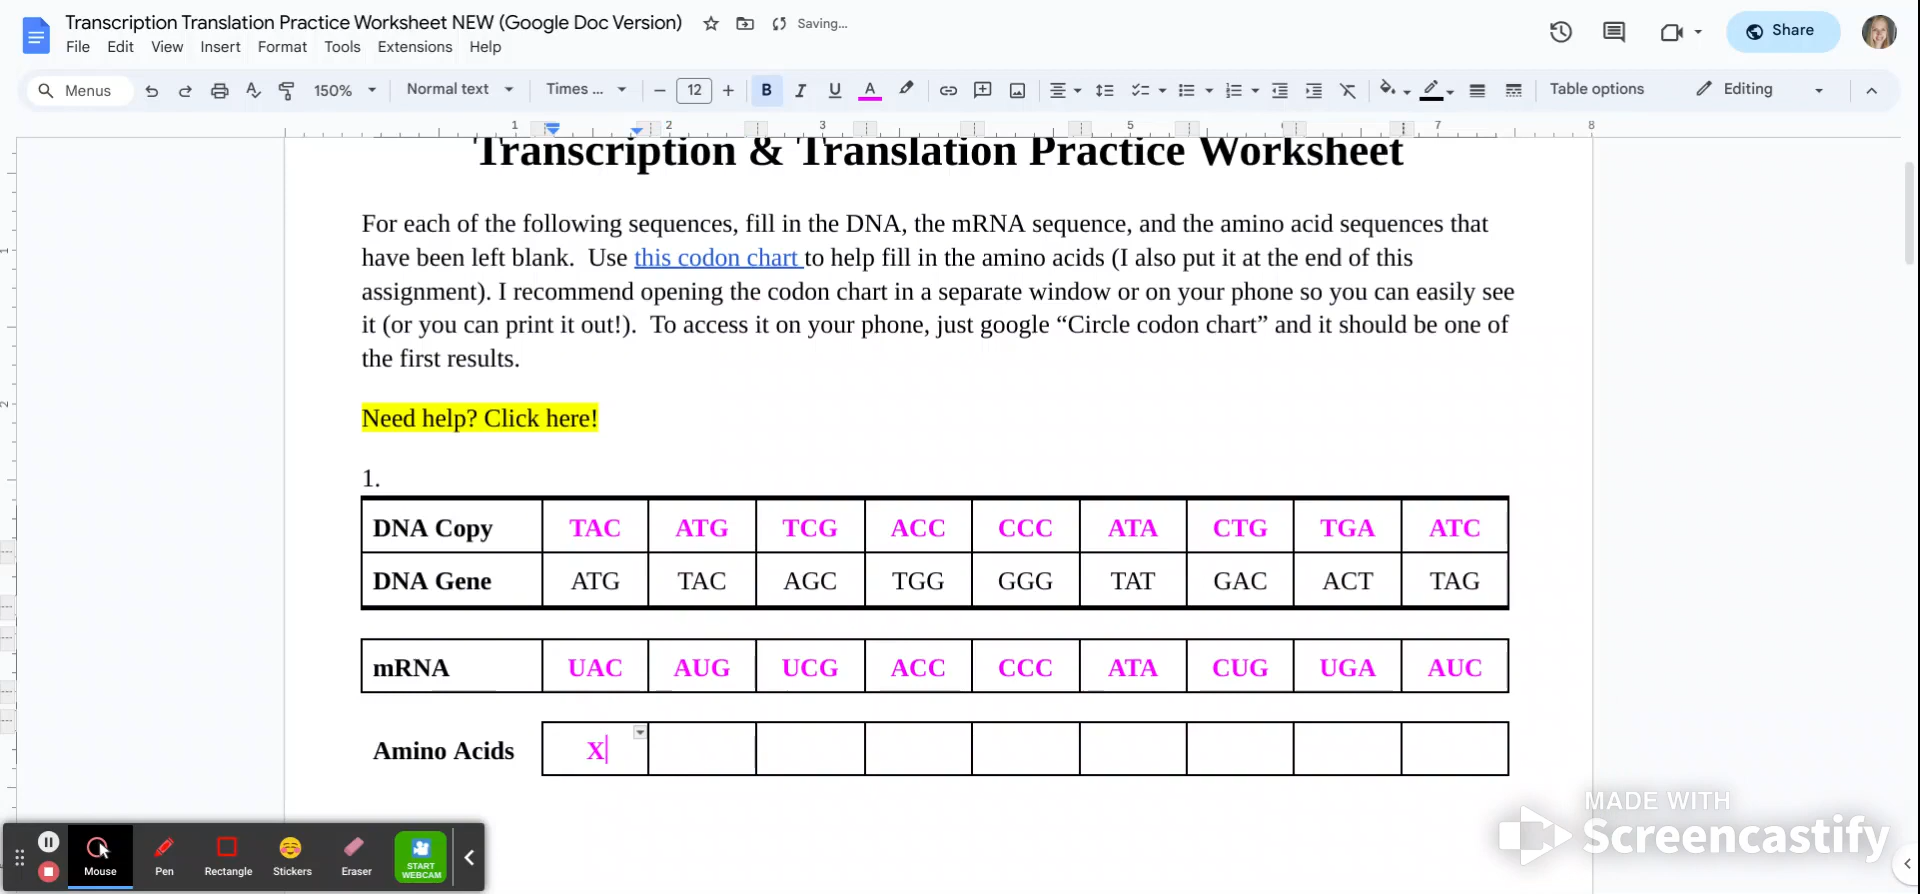 Transcription Translation Practice Worksheet NEW (Google Doc Version) Saving...
File Edit View Insert Format Tools Extensions Help
Share
Menus 150% Normal text Times ... 12 B I U A Table options Editing
1 2 3 5 7 8
Transcription & Translation Practice Worksheet
For each of the following sequences, fill in the DNA, the mRNA sequence, and the amino acid sequences that
have been left blank. Use this codon chart to help fill in the amino acids (I also put it at the end of this
assignment). I recommend opening the codon chart in a separate window or on your phone so you can easily see
it (or you can print it out!). To access it on your phone, just google “Circle codon chart” and it should be one of
the first results.
Need help? Click here!
1.
DNA Copy TAC ATG TCG ACC CCC ATA CTG TGA ATC
DNA Gene ATG TAC AGC TGG GGG TAT GAC ACT TAG
mRNA UAC AUG UCG ACC CCC ATA CUG UGA AUC
Amino Acids X
Mouse Pen Rectangle Stickers Eraser START WEBCAM
MADE WITH
Screencastify
1
2